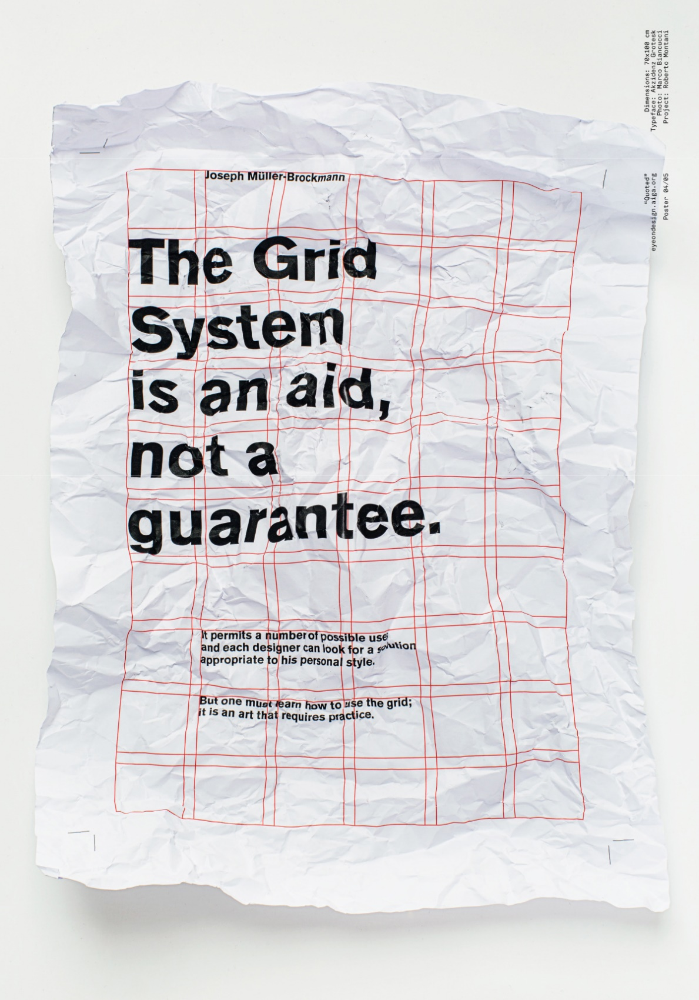 Joseph Müller-Brockmann
The Grid
System
is an aid,
not a
guarantee.
It permits a number of possible use
and each designer can look for a solution
appropriate to his personal style.
But one must learn how to use the grid;
it is an art that requires practice.
Dimensions: 70x100 cm
Typeface: Akzidenz Grotesk
Photo: Marco Biancucci
Project: Roberto Montani
"Quoted"
eyeondesign.aiga.org
Poster 04/05